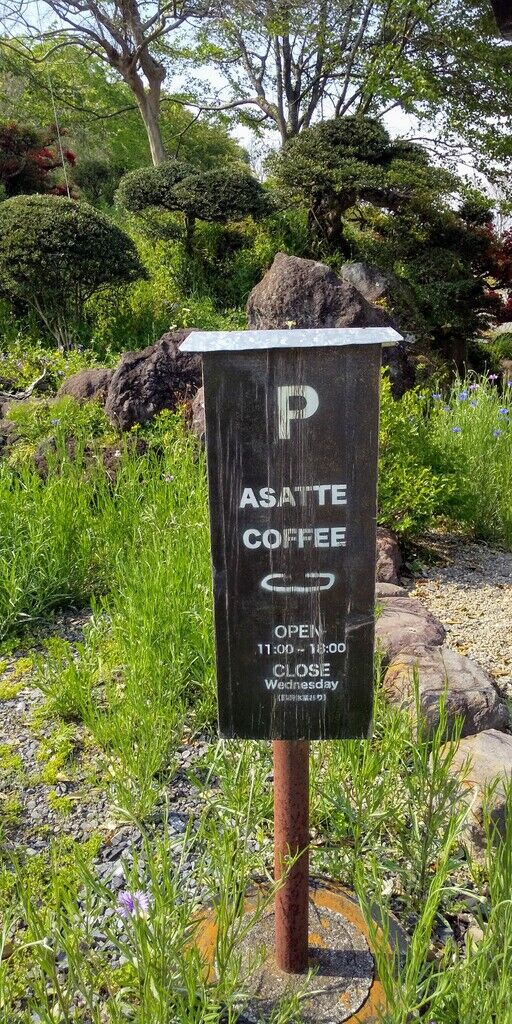 P
ASATTE
COFFEE
OPEN
11:00 ~ 18:00
CLOSE
Wednesday